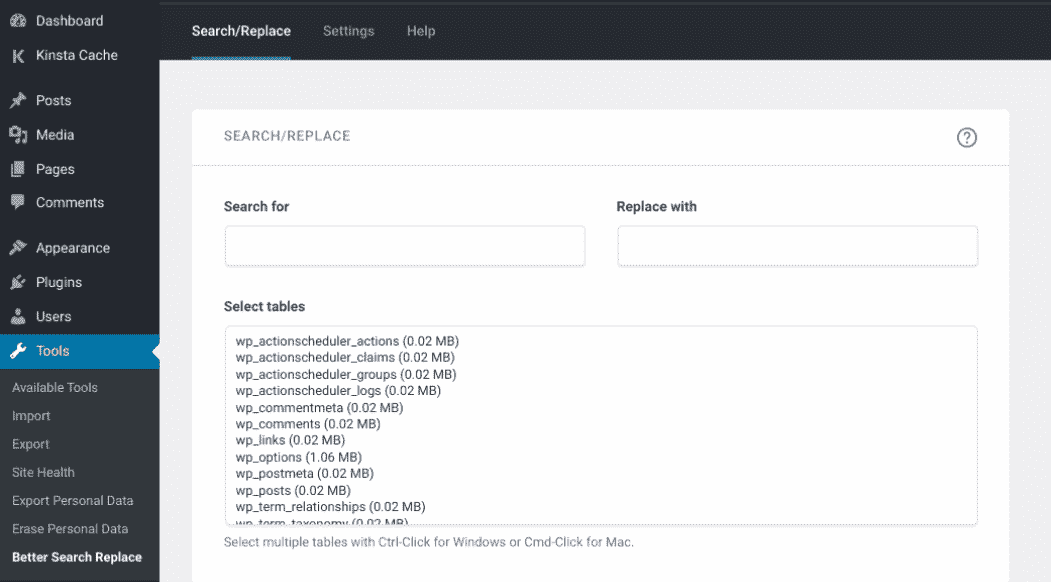 Dashboard
Kinsta Cache
Posts
Media
Pages
Comments
Appearance
Plugins
Users
Tools
Available Tools
Import
Export
Site Health
Export Personal Data
Erase Personal Data
Better Search Replace
Search/Replace Settings Help
SEARCH/REPLACE
Search for Replace with
Select tables
wp_actionscheduler_actions (0.02 MB)
wp_actionscheduler_claims (0.02 MB)
wp_actionscheduler_groups (0.02 MB)
wp_actionscheduler_logs (0.02 MB)
wp_commentmeta (0.02 MB)
wp_comments (0.02 MB)
wp_links (0.02 MB)
wp_options (1.06 MB)
wp_postmeta (0.02 MB)
wp_posts (0.02 MB)
wp_term_relationships (0.02 MB)
wp_term_taxonomy (0.02 MB)
Select multiple tables with Ctrl-Click for Windows or Cmd-Click for Mac.